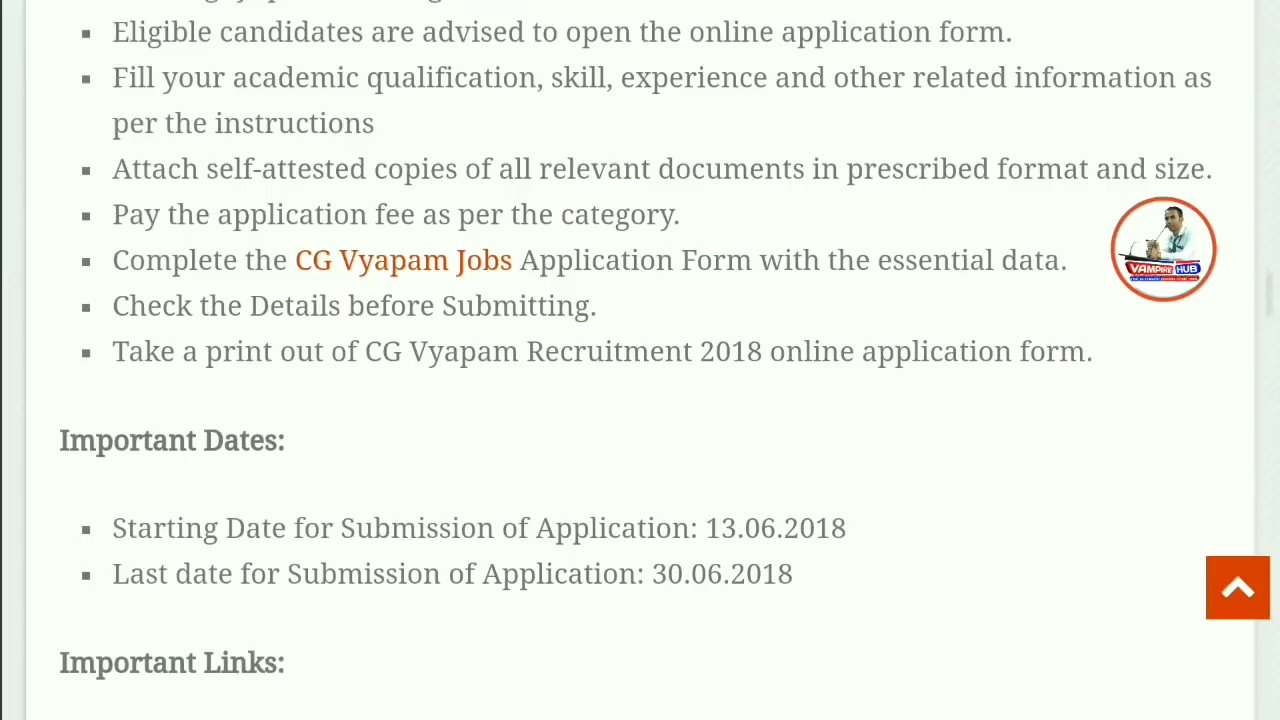 Eligible candidates are advised to open the online application form.
Fill your academic qualification, skill, experience and other related information as
per the instructions
Attach self-attested copies of all relevant documents in prescribed format and size.
Pay the application fee as per the category.
Complete the CG Vyapam Jobs Application Form with the essential data.
VAMPIRE HUB
Check the Details before Submitting.
Take a print out of CG Vyapam Recruitment 2018 online application form.
Important Dates:
Starting Date for Submission of Application: 13.06.2018
Last date for Submission of Application: 30.06.2018
Important Links: